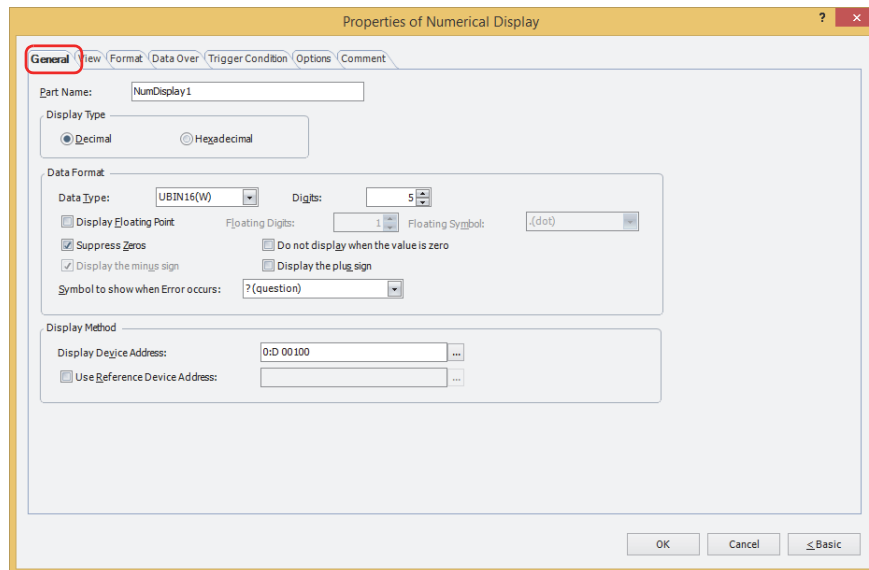 Properties of Numerical Display ? ×
General View Format Data Over Trigger Condition Options Comment
Part Name: NumDisplay1
Display Type
Decimal Hexadecimal
Data Format
Data Type: UBIN16(W) Digits: 5
Display Floating Point Floating Digits: 1 Floating Symbol: .(dot)
Suppress Zeros Do not display when the value is zero
Display the minus sign Display the plus sign
Symbol to show when Error occurs: ?(question)
Display Method
Display Device Address: 0:D 00100 ...
Use Reference Device Address: ...
OK Cancel < Basic